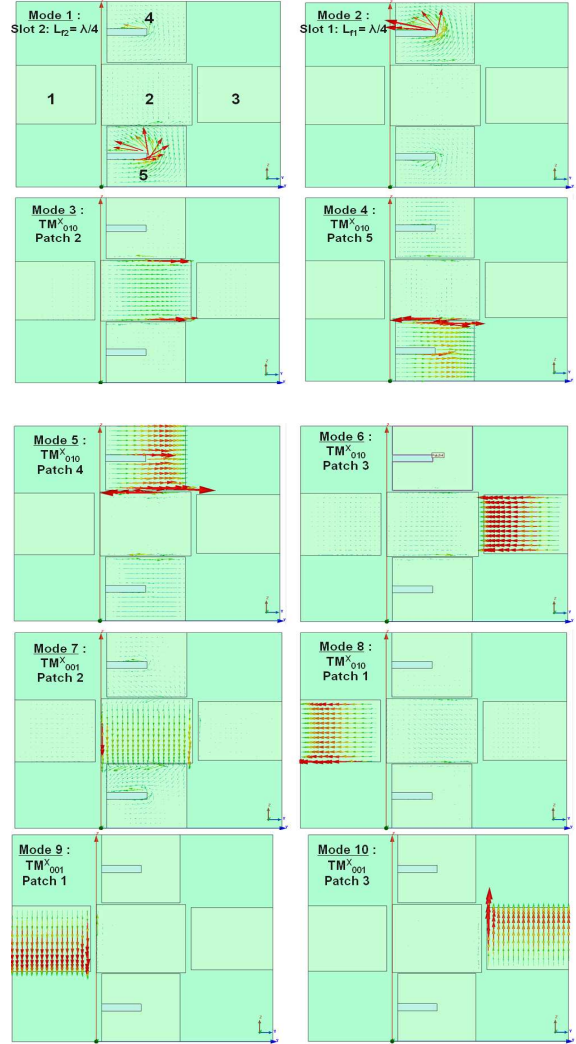 Mode 1 :
Slot 2: Lf2= λ/4
4
1
2
3
5
Mode 2 :
Slot 1: Lf1= λ/4
Mode 3 :
TMX010
Patch 2
Mode 4 :
TMX010
Patch 5
Mode 5 :
TMX010
Patch 4
Mode 6 :
TMX010
Patch 3
Mode 7 :
TMX001
Patch 2
Mode 8 :
TMX010
Patch 1
Mode 9 :
TMX001
Patch 1
Mode 10 :
TMX001
Patch 3